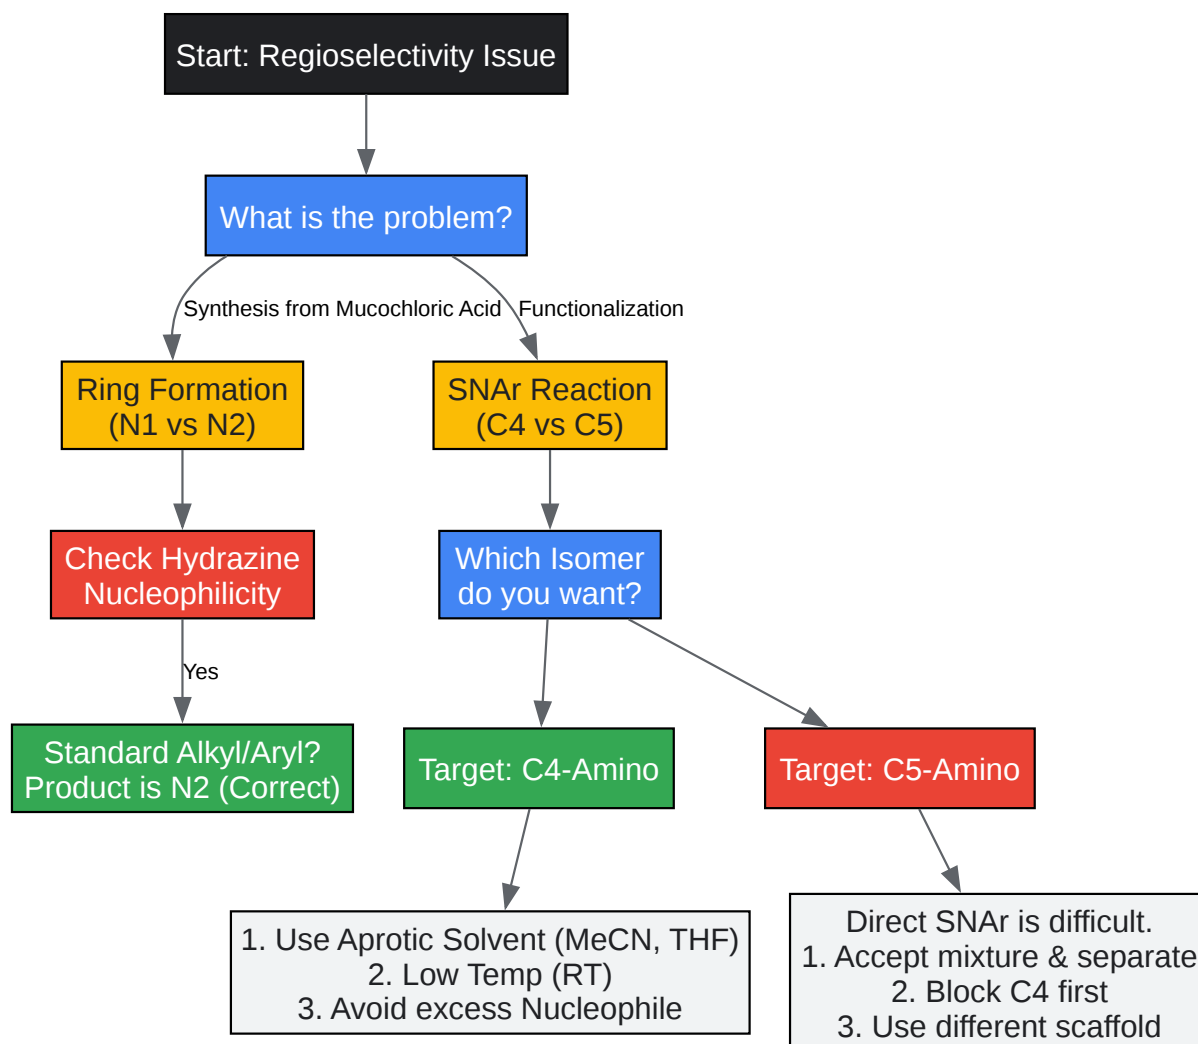 Start: Regioselectivity Issue
What is the problem?
Synthesis from Mucochloric Acid
Functionalization
Ring Formation
(N1 vs N2)
SNAr Reaction
(C4 vs C5)
Check Hydrazine
Nucleophilicity
Which Isomer
do you want?
Yes
Standard Alkyl/Aryl?
Product is N2 (Correct)
Target: C4-Amino
Target: C5-Amino
1. Use Aprotic Solvent (MeCN, THF)
2. Low Temp (RT)
3. Avoid excess Nucleophile
Direct SNAr is difficult.
1. Accept mixture & separate
2. Block C4 first
3. Use different scaffold